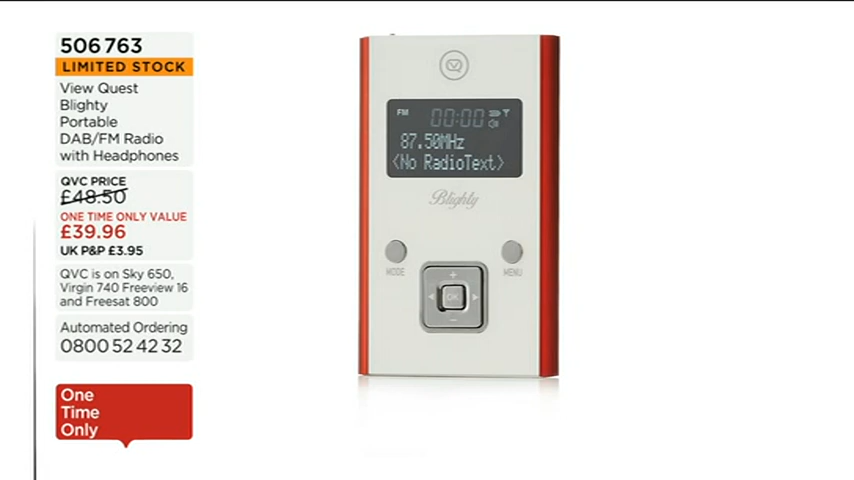 506 763
LIMITED STOCK
View Quest
Blighty
Portable
DAB/FM Radio
with Headphones
QVC PRICE
£48.50
ONE TIME ONLY VALUE
£39.96
UK P&P £3.95
QVC is on Sky 650,
Virgin 740 Freeview 16
and Freesat 800
Automated Ordering
0800 52 42 32
One
Time
Only
FM 00:00
87.50MHz
<No RadioText>
Blighty
MODE MENU
+
OK
-